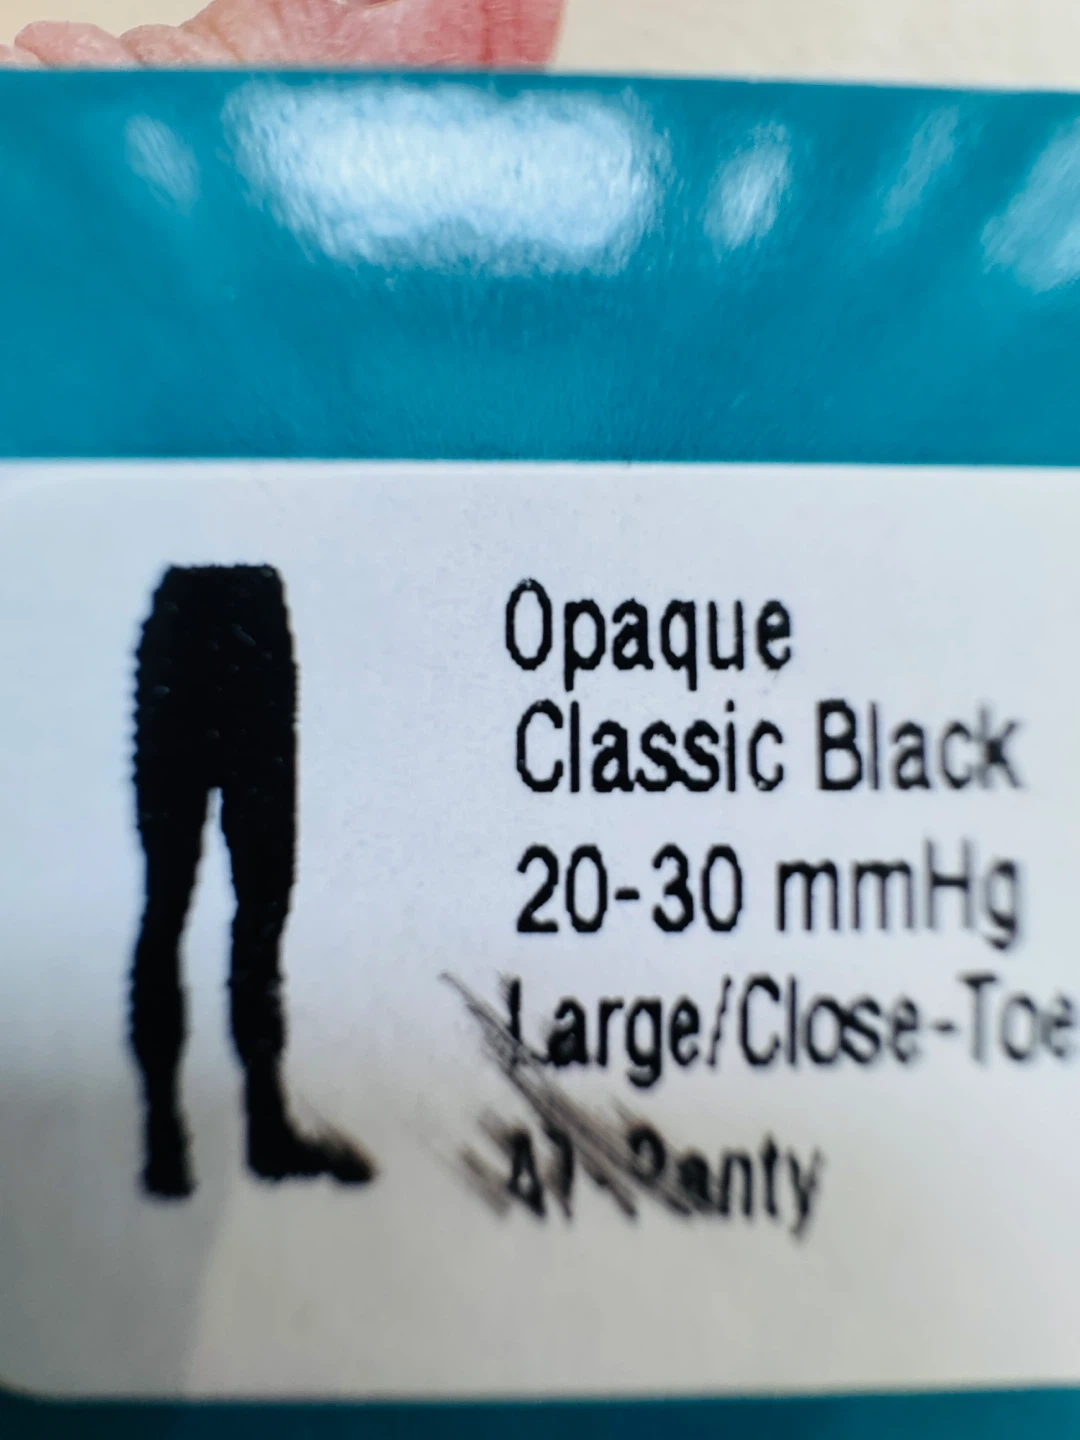 Opaque
Classic Black
20-30 mmHg
Large/Close-Toe
Panty